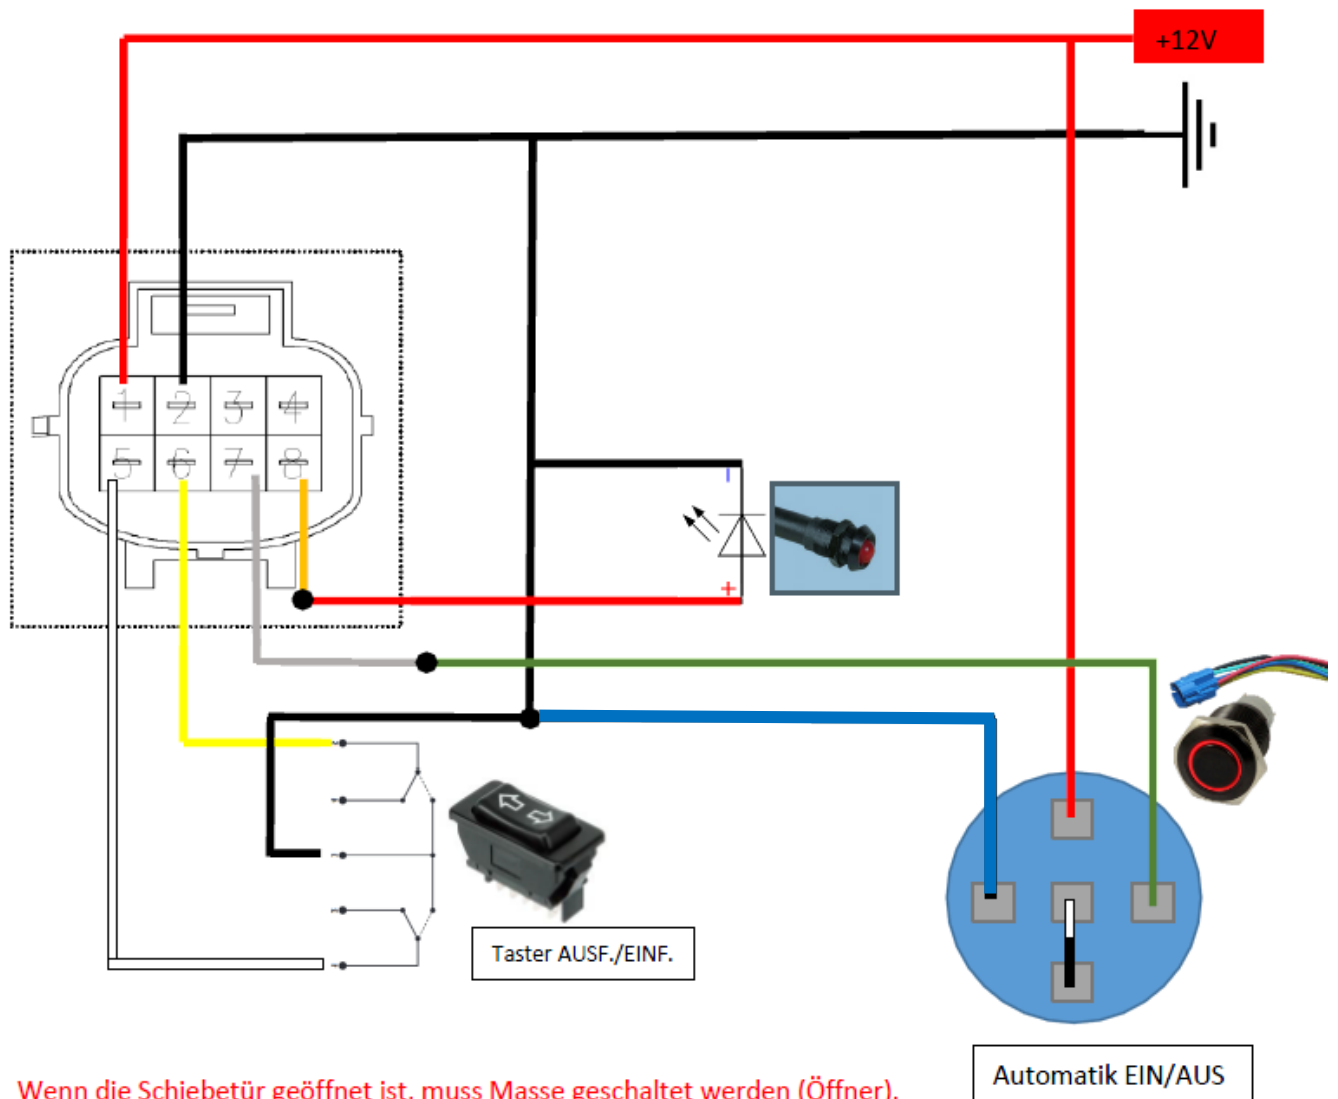 +12V
1 2 3 4
5 6 7 8
-
+
Taster AUSF./EINF.
Automatik EIN/AUS
Wenn die Schiebetür geöffnet ist, muss Masse geschaltet werden (Öffner).